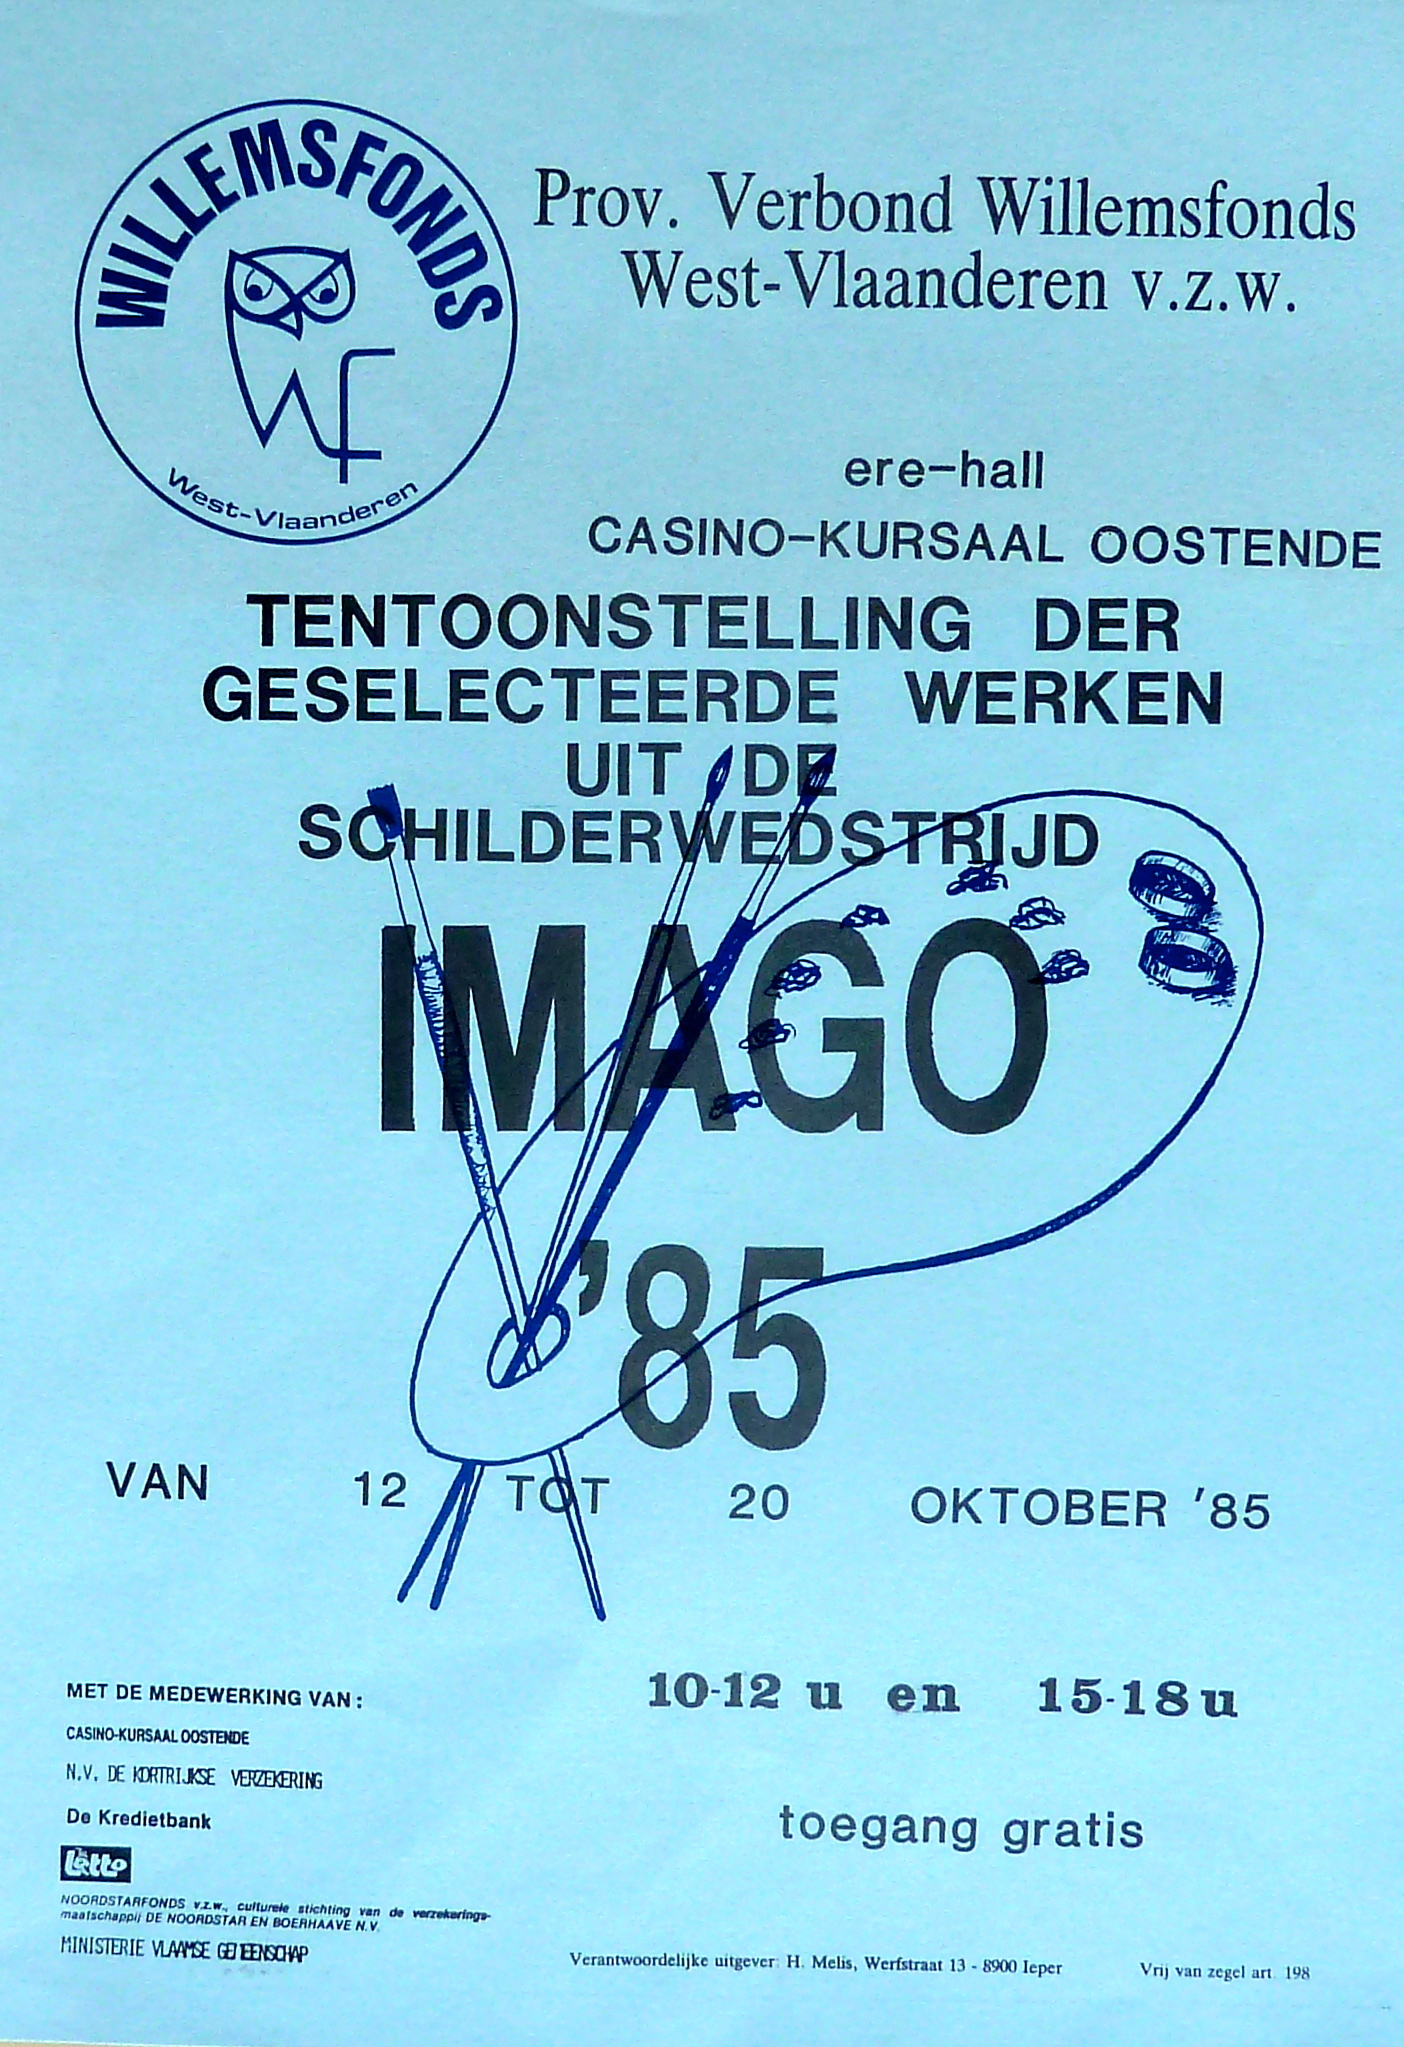 WILLEMSFONDS
West-Vlaanderen
Prov. Verbond Willemsfonds
West-Vlaanderen v.z.w.
ere-hall
CASINO-KURSAAL OOSTENDE
TENTOONSTELLING DER
GESELECTEERDE WERKEN
UIT DE
SCHILDERWEDSTRIJD
IMAGO
'85
VAN 12 TOT 20 OKTOBER '85
10-12 u en 15-18 u
toegang gratis
MET DE MEDEWERKING VAN :
CASINO-KURSAAL OOSTENDE
N.V. DE KORTRIJKSE VERZEKERING
De Kredietbank
Lotto
NOORDSTARFONDS v.z.w., culturele stichting van de verzekerings-
maatschappij DE NOORDSTAR EN BOERHAAVE N.V.
MINISTERIE VLAAMSE GEMEENSCHAP
Verantwoordelijke uitgever: H. Melis, Werfstraat 13 - 8900 Ieper
Vrij van zegel art. 198